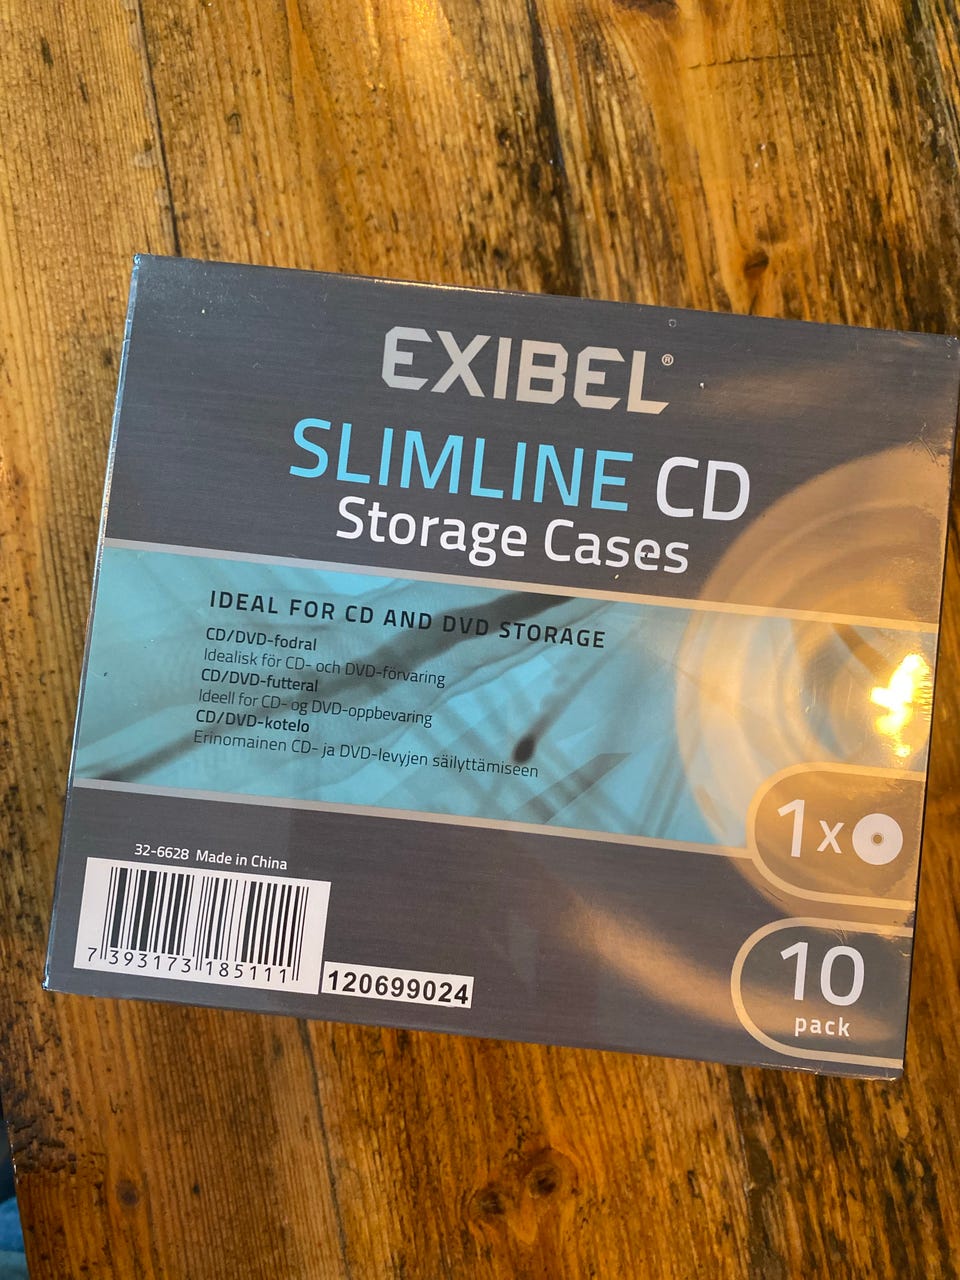 EXIBEL®
SLIMLINE CD
Storage Cases
IDEAL FOR CD AND DVD STORAGE
CD/DVD-fodral
Idealisk för CD- och DVD-förvaring
CD/DVD-futteral
Ideell for CD- og DVD-oppbevaring
CD/DVD-kotelo
Erinomainen CD- ja DVD-levyjen säilyttämiseen
1x
10
pack
32-6628 Made in China
7 393173 185111
120699024